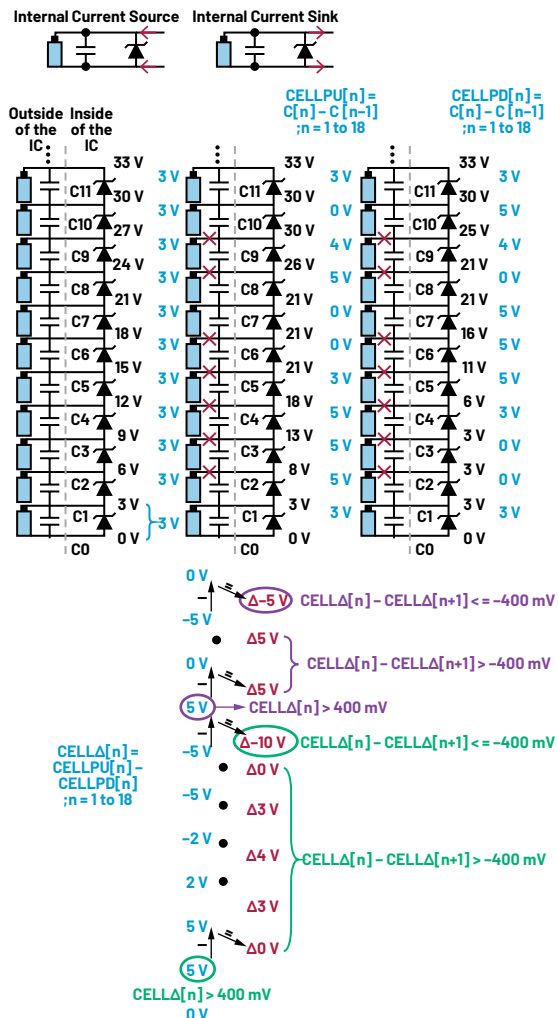 Internal Current Source
Internal Current Sink
Outside
of the
IC
Inside
of the
IC
CELLPU[n] =
C[n] – C [n–1]
;n = 1 to 18
CELLPD[n] =
C[n] – C [n–1]
;n = 1 to 18
33 V
C11
30 V
C10
27 V
C9
24 V
C8
21 V
C7
18 V
C6
15 V
C5
12 V
C4
9 V
C3
6 V
C2
3 V
C1
0 V
C0
3 V
3 V
3 V
3 V
3 V
3 V
3 V
3 V
3 V
3 V
3 V
33 V
C11
30 V
C10
30 V
C9
26 V
C8
21 V
C7
21 V
C6
21 V
C5
18 V
C4
13 V
C3
8 V
C2
3 V
C1
0 V
3 V
0 V
4 V
5 V
0 V
0 V
3 V
5 V
5 V
5 V
3 V
33 V
C11
30 V
C10
25 V
C9
21 V
C8
21 V
C7
16 V
C6
11 V
C5
6 V
C4
3 V
C3
3 V
C2
3 V
C1
0 V
3 V
5 V
4 V
0 V
5 V
5 V
5 V
3 V
0 V
0 V
3 V
0 V
–
=
Δ–5 V
CELLΔ[n] – CELLΔ[n+1] <= –400 mV
–5 V
Δ5 V
0 V
CELLΔ[n] – CELLΔ[n+1] > –400 mV
–
=
Δ5 V
5 V
CELLΔ[n] > 400 mV
–
=
Δ–10 V
CELLΔ[n] – CELLΔ[n+1] <= –400 mV
–5 V
CELLΔ[n] =
CELLPU[n] –
CELLPD[n]
;n = 1 to 18
Δ0 V
–5 V
Δ3 V
–2 V
Δ4 V
CELLΔ[n] – CELLΔ[n+1] > –400 mV
2 V
Δ3 V
5 V
–
=
Δ0 V
5 V
CELLΔ[n] > 400 mV
0 V